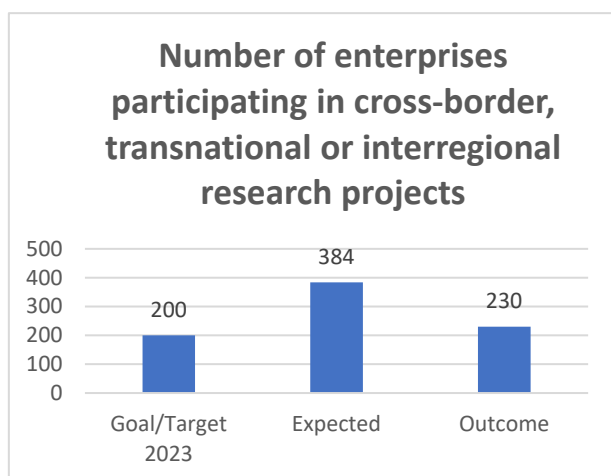 Number of enterprises
participating in cross-border,
transnational or interregional
research projects
500
400
300
200
100
0
200
384
230
Goal/Target
2023
Expected
Outcome